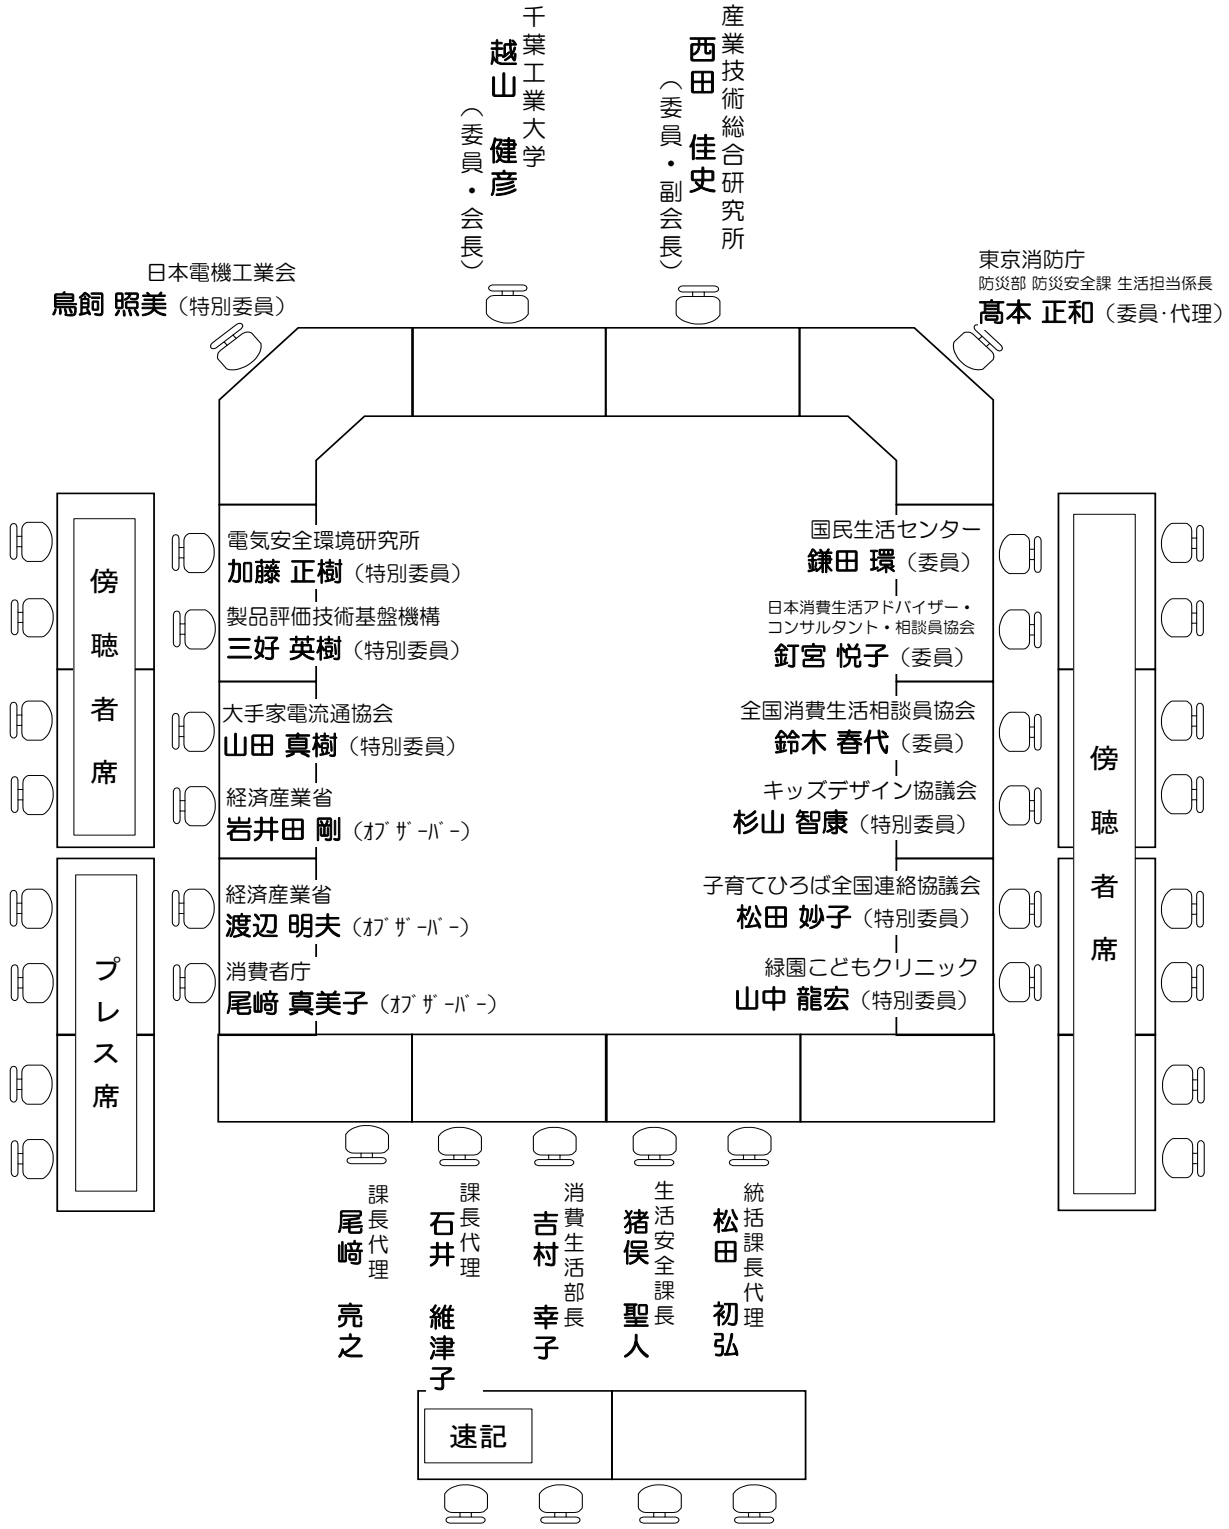 千葉工業大学
越山 健彦
（委員・会長）
産業技術総合研究所
西田 佳史
（委員・副会長）
日本電機工業会
鳥飼 照美（特別委員）
東京消防庁
防災部 防災安全課 生活担当係長
髙本 正和（委員･代理）
電気安全環境研究所
加藤 正樹（特別委員）
製品評価技術基盤機構
三好 英樹（特別委員）
大手家電流通協会
山田 真樹（特別委員）
経済産業省
岩井田 剛（ｵﾌﾞｻﾞｰﾊﾞｰ）
経済産業省
渡辺 明夫（ｵﾌﾞｻﾞｰﾊﾞｰ）
消費者庁
尾﨑 真美子（ｵﾌﾞｻﾞｰﾊﾞｰ）
国民生活センター
鎌田 環（委員）
日本消費生活アドバイザー・
コンサルタント・相談員協会
釘宮 悦子（委員）
全国消費生活相談員協会
鈴木 春代（委員）
キッズデザイン協議会
杉山 智康（特別委員）
子育てひろば全国連絡協議会
松田 妙子（特別委員）
緑園こどもクリニック
山中 龍宏（特別委員）
傍聴者席
プレス席
傍聴者席
課長代理
尾﨑 亮之
課長代理
石井 維津子
消費生活部長
吉村 幸子
生活安全課長
猪俣 聖人
統括課長代理
松田 初弘
速記